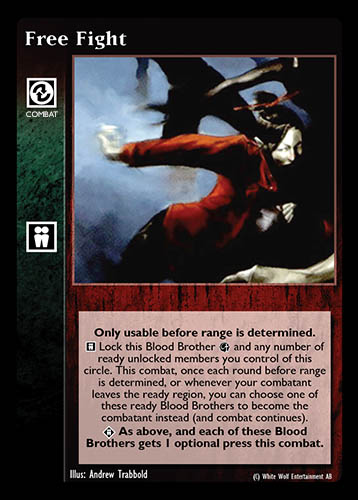 Free Fight
COMBAT
Only usable before range is determined.
Lock this Blood Brother and any number of
ready unlocked members you control of this
circle. This combat, once each round before range
is determined, or whenever your combatant
leaves the ready region, you can choose one of
these ready Blood Brothers to become the
combatant instead (and combat continues).
As above, and each of these Blood
Brothers gets 1 optional press this combat.
Illus: Andrew Trabbold
(C) White Wolf Entertainment AB